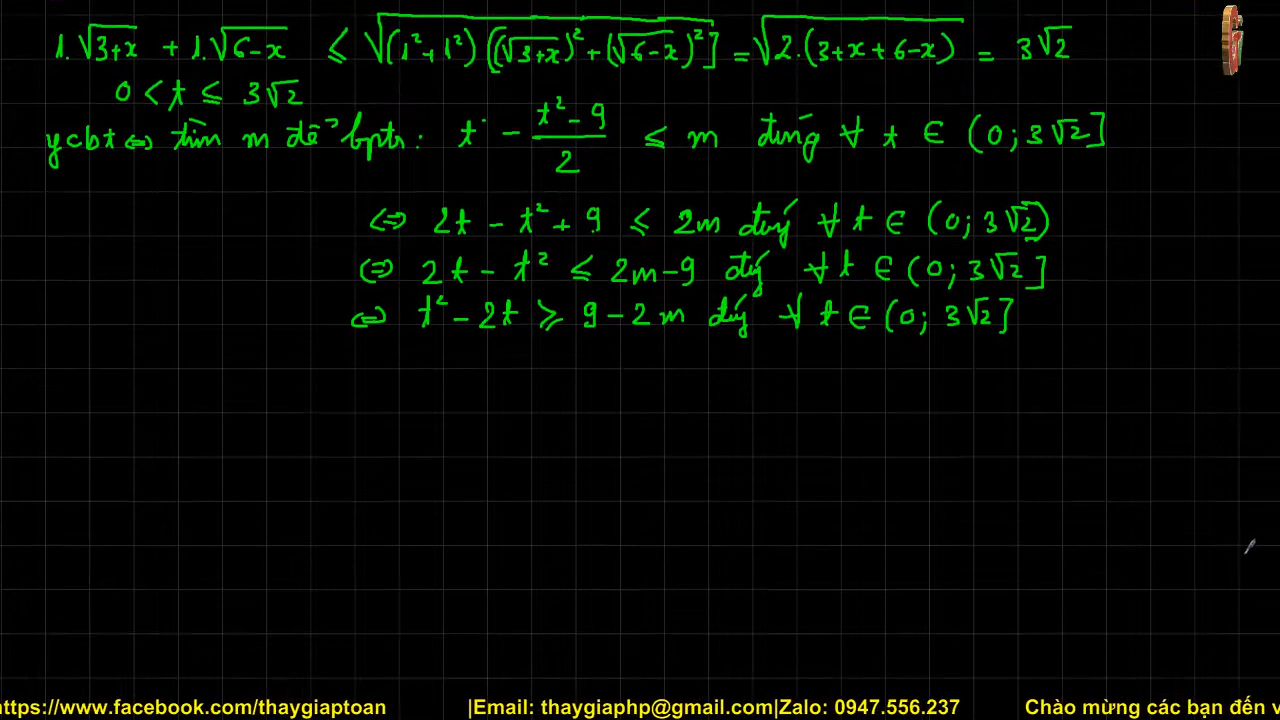 1.√(3+x) + 1.√(6-x) ≤ √((1²+1²)((√(3+x))²+(√(6-x))²]) = √(2.(3+x+6-x)) = 3√2
0 < t ≤ 3√2
ycbt ⇔ tìm m để bptr: t - (t²-9)/2 ≤ m đúng ∀ t ∈ (0; 3√2]
⇔ 2t - t² + 9 ≤ 2m đúng ∀ t ∈ (0; 3√2)
⇔ 2t - t² ≤ 2m-9 đúng ∀ t ∈ (0; 3√2]
⇔ t² - 2t ≥ 9-2m đúng ∀ t ∈ (0; 3√2]
https://www.facebook.com/thaygiaptoan |Email: thaygiaphp@gmail.com|Zalo: 0947.556.237 Chào mừng các bạn đến v